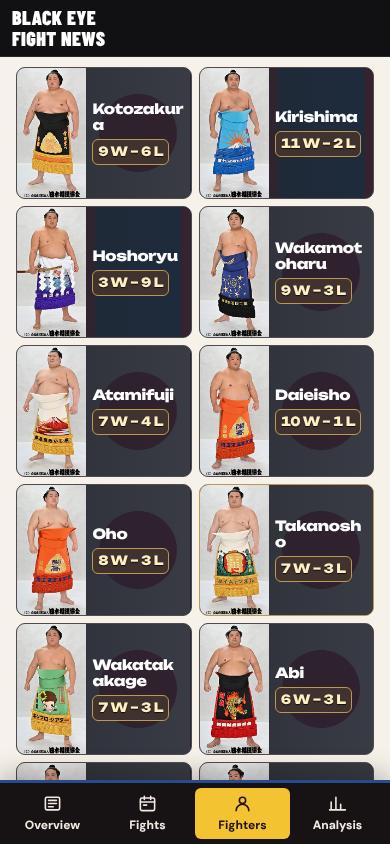 BLACK EYE
FIGHT NEWS
Kotozakur
a
9W-6L
Kirishima
11W-2L
Hoshoryu
3W-9L
Wakamot
oharu
9W-3L
Atamifuji
7W-4L
Daieisho
10W-1L
Oho
8W-3L
Takanosh
o
7W-3L
Wakatak
akage
7W-3L
Abi
6W-3L
Overview
Fights
Fighters
Analysis